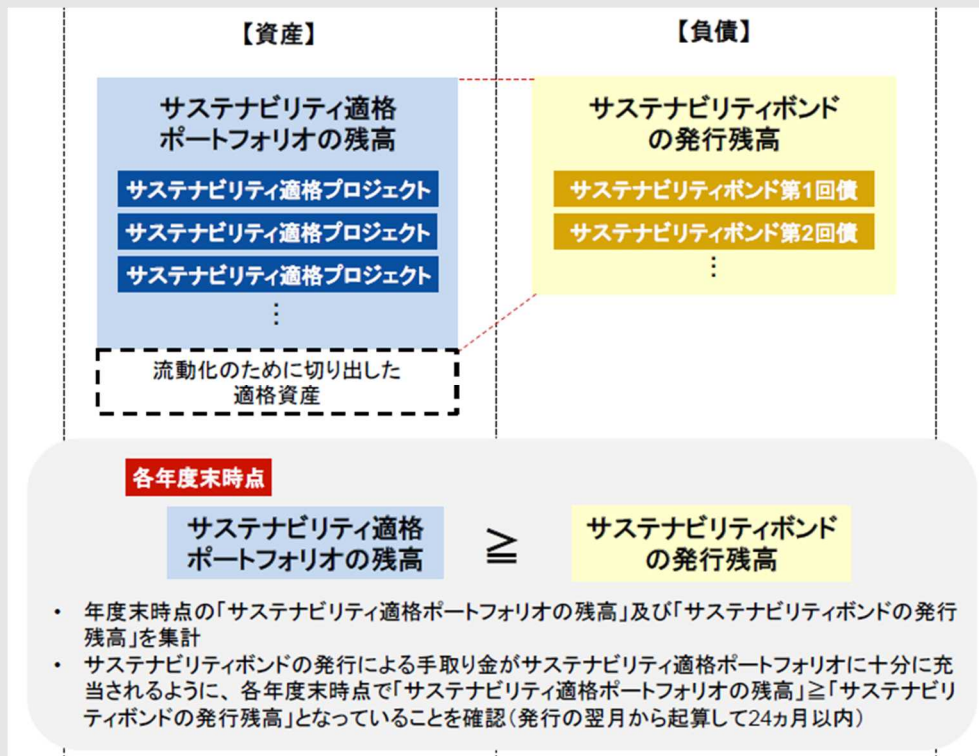 【資産】
【負債】
サステナビリティ適格
ポートフォリオの残高
サステナビリティ適格プロジェクト
サステナビリティ適格プロジェクト
サステナビリティ適格プロジェクト
⋮
流動化のために切り出した
適格資産
サステナビリティボンド
の発行残高
サステナビリティボンド第1回債
サステナビリティボンド第2回債
⋮
各年度末時点
サステナビリティ適格
ポートフォリオの残高
≧
サステナビリティボンド
の発行残高
・ 年度末時点の「サステナビリティ適格ポートフォリオの残高」及び「サステナビリティボンドの発行
残高」を集計
・ サステナビリティボンドの発行による手取り金がサステナビリティ適格ポートフォリオに十分に充
当されるように、各年度末時点で「サステナビリティ適格ポートフォリオの残高」≧「サステナビリ
ティボンドの発行残高」となっていることを確認(発行の翌月から起算して24ヵ月以内)